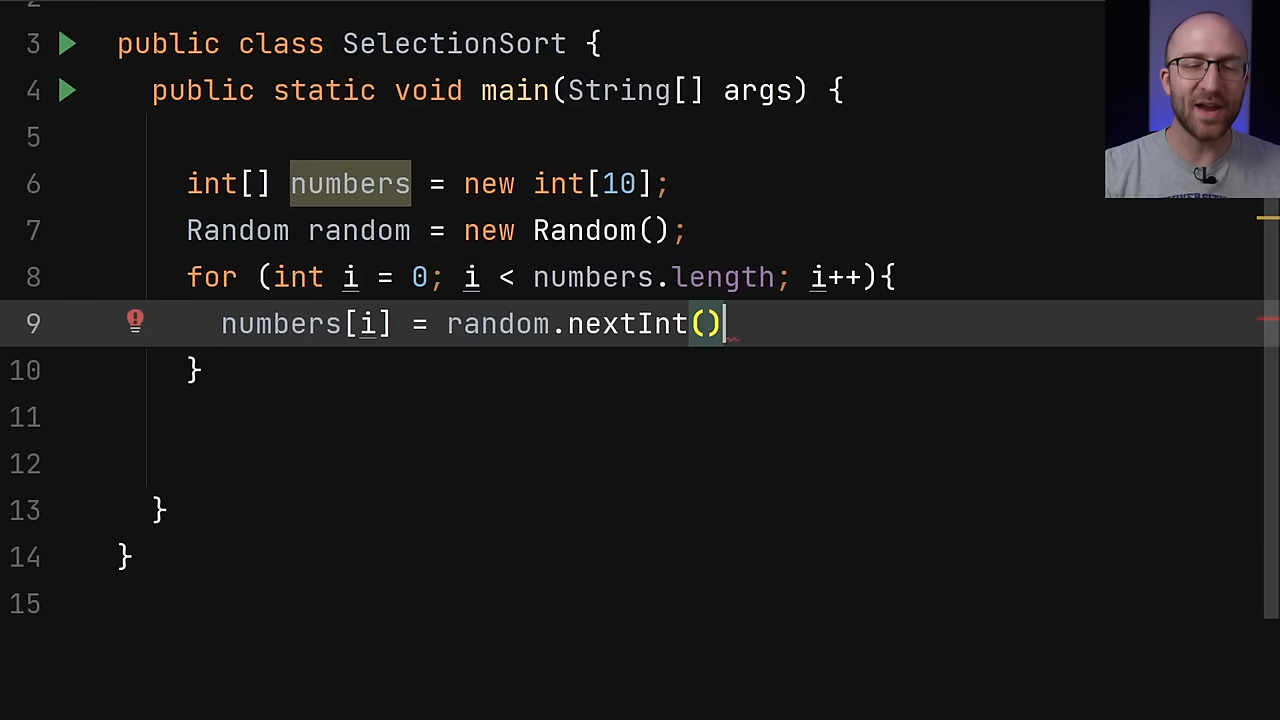 3 public class SelectionSort {
4 public static void main(String[] args) {
5
6 int[] numbers = new int[10];
7 Random random = new Random();
8 for (int i = 0; i < numbers.length; i++){
9 numbers[i] = random.nextInt()
10 }
11
12
13 }
14 }
15